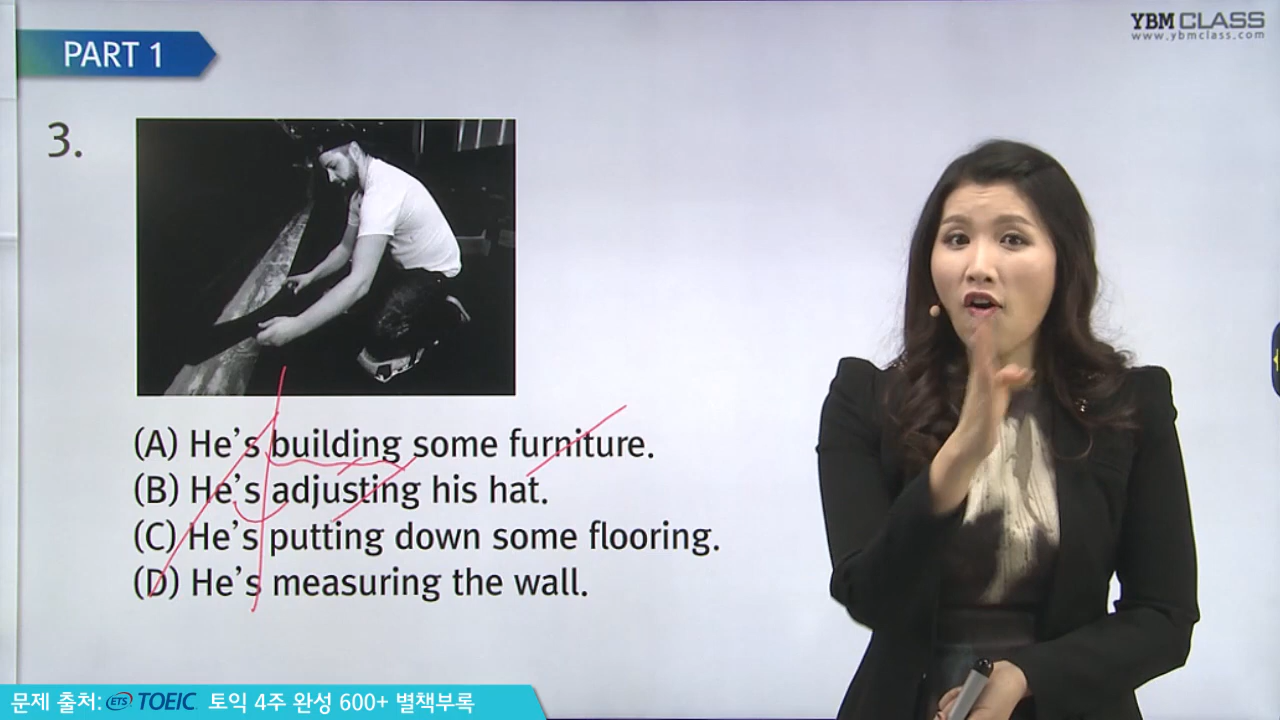 PART 1
YBM CLASS
www.ybmclass.com
3.
(A) He's building some furniture.
(B) He's adjusting his hat.
(C) He's putting down some flooring.
(D) He's measuring the wall.
문제 출처: ETS TOEIC 토익 4주 완성 600+ 별책부록